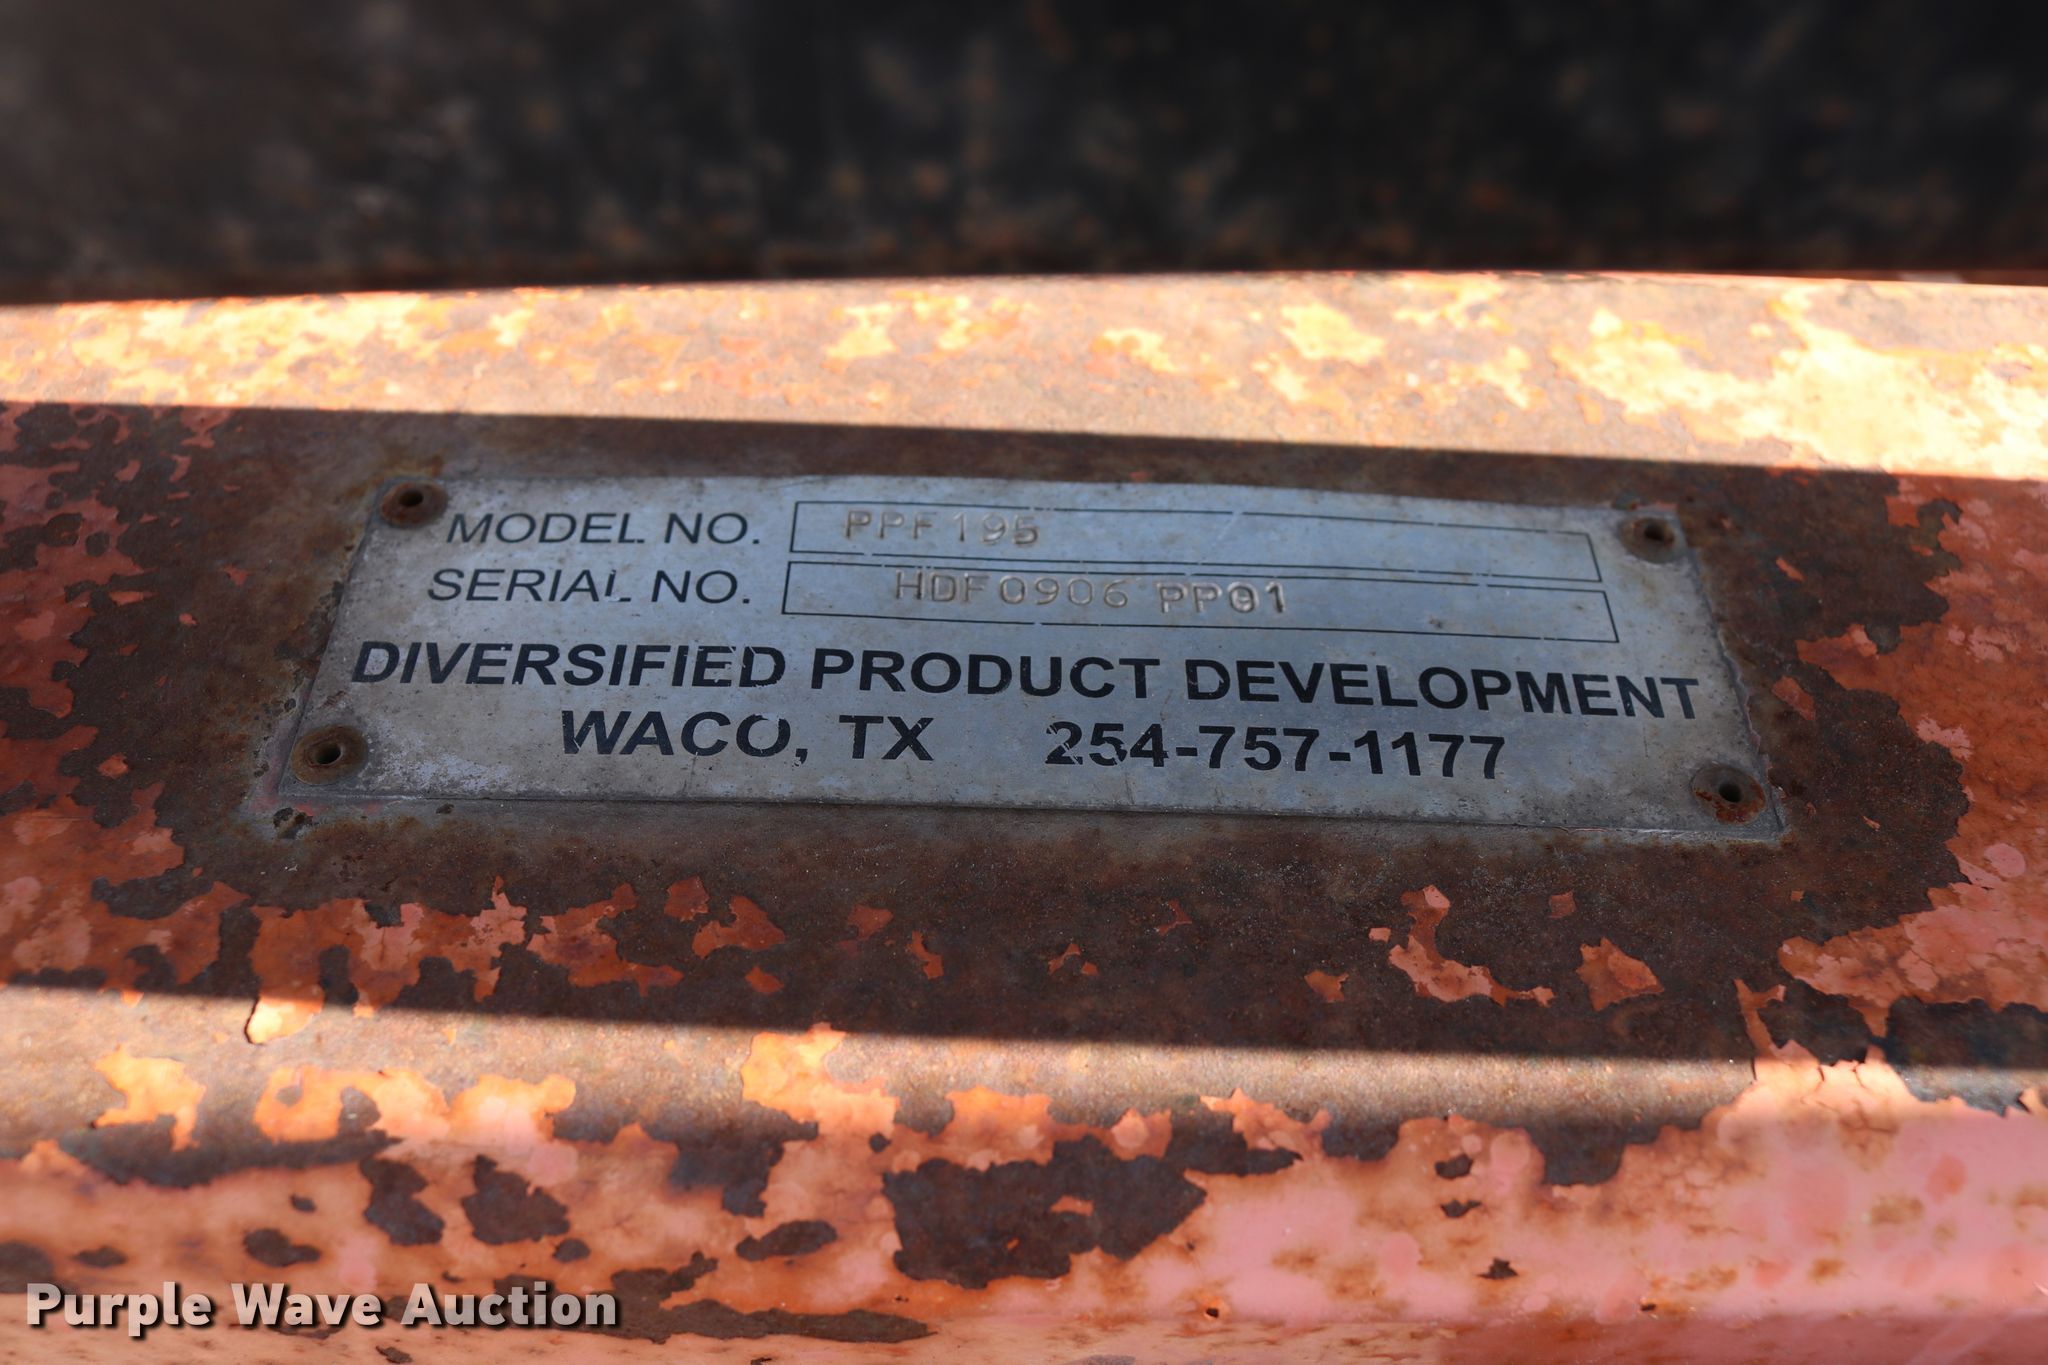 MODEL NO. PPF195
SERIAL NO. HDF0906 PP01
DIVERSIFIED PRODUCT DEVELOPMENT
WACO, TX 254-757-1177
Purple Wave Auction